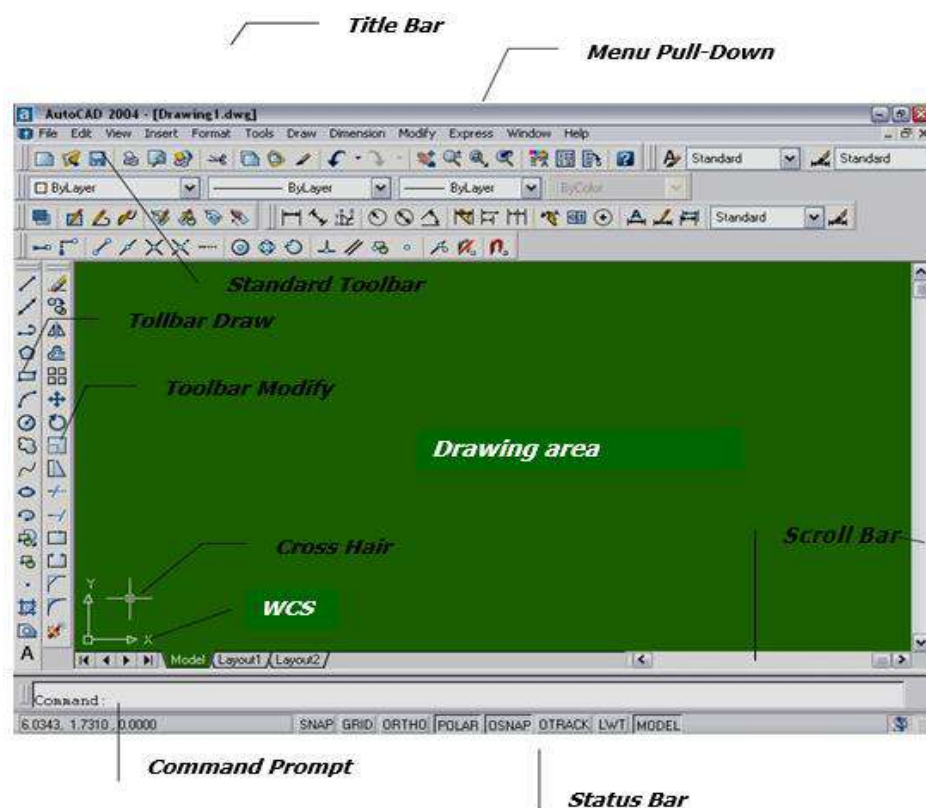 Title Bar
Menu Pull-Down
AutoCAD 2004 - [Drawing1.dwg]
File Edit View Insert Format Tools Draw Dimension Modify Express Window Help
Standard Standard
ByLayer ByLayer ByLayer ByColor
Standard
Standard Toolbar
Tollbar Draw
Toolbar Modify
Drawing area
Scroll Bar
Cross Hair
Y
WCS
X
A
Model Layout1 Layout2
Command:
6.0343, 1.7310, 0.0000 SNAP GRID ORTHO POLAR OSNAP OTRACK LWT MODEL
Command Prompt
Status Bar